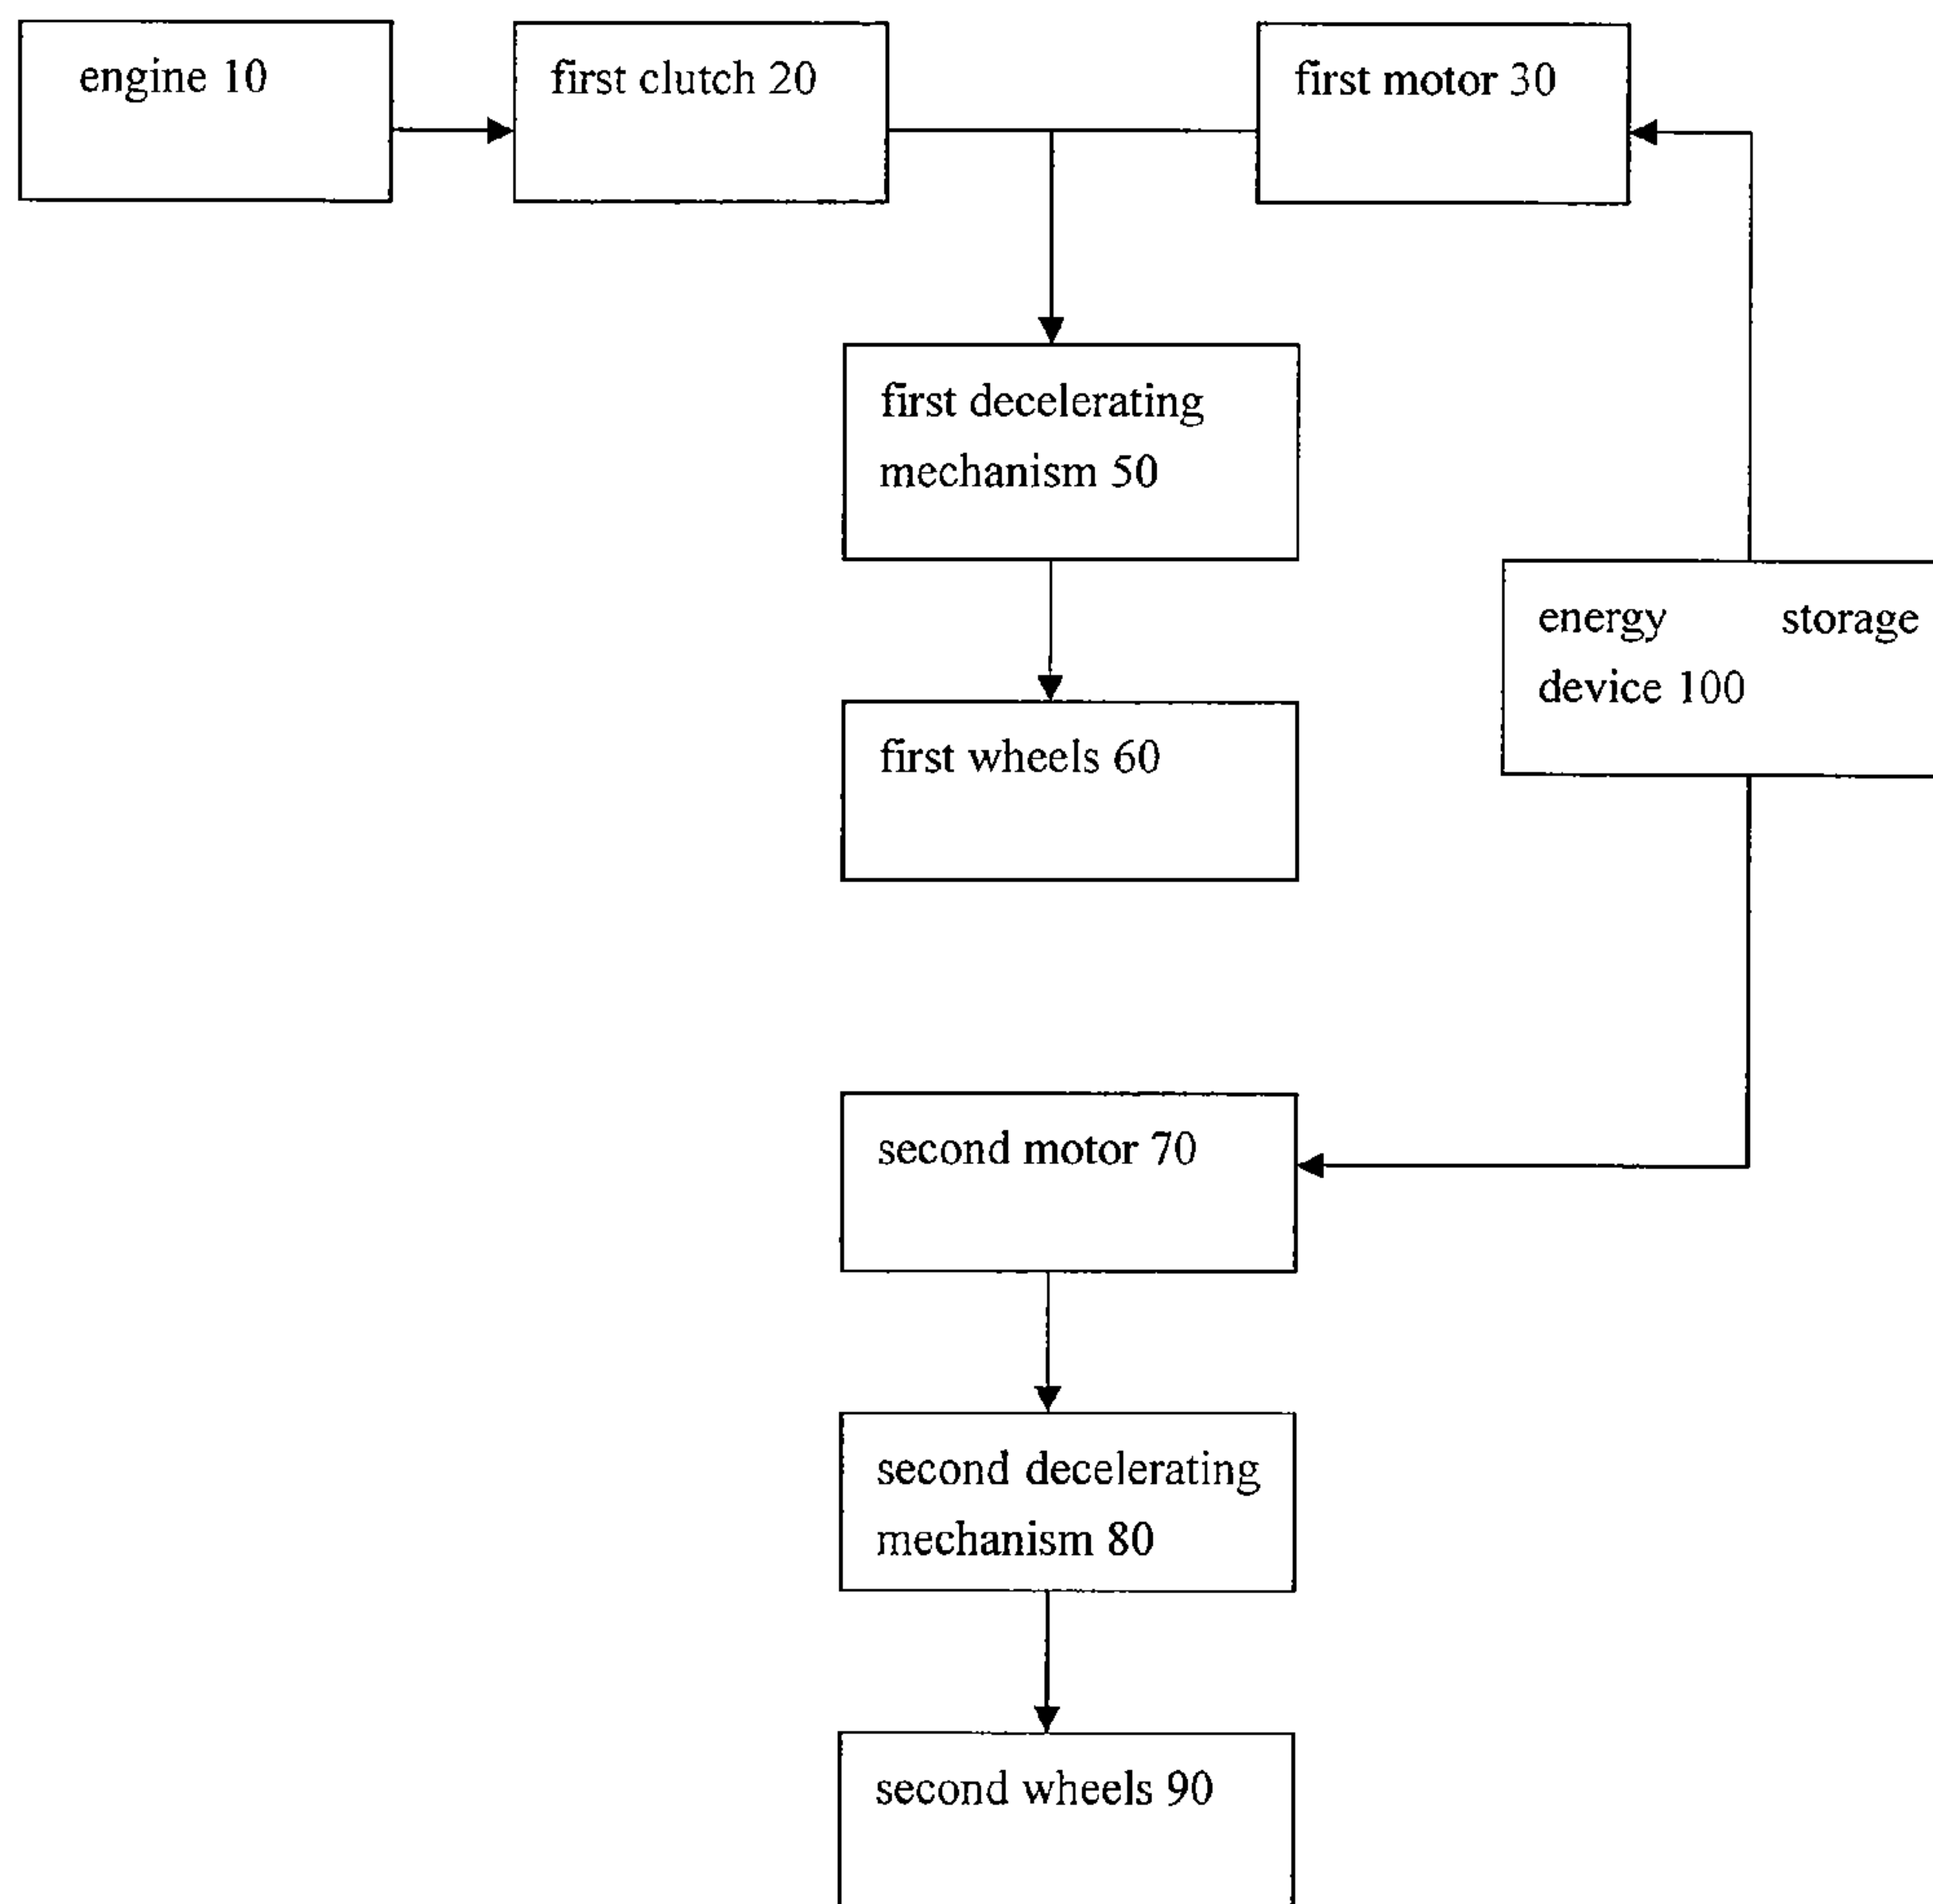 engine 10
first clutch 20
first motor 30
first decelerating
mechanism 50
energy storage
device 100
first wheels 60
second motor 70
second decelerating
mechanism 80
second wheels 90